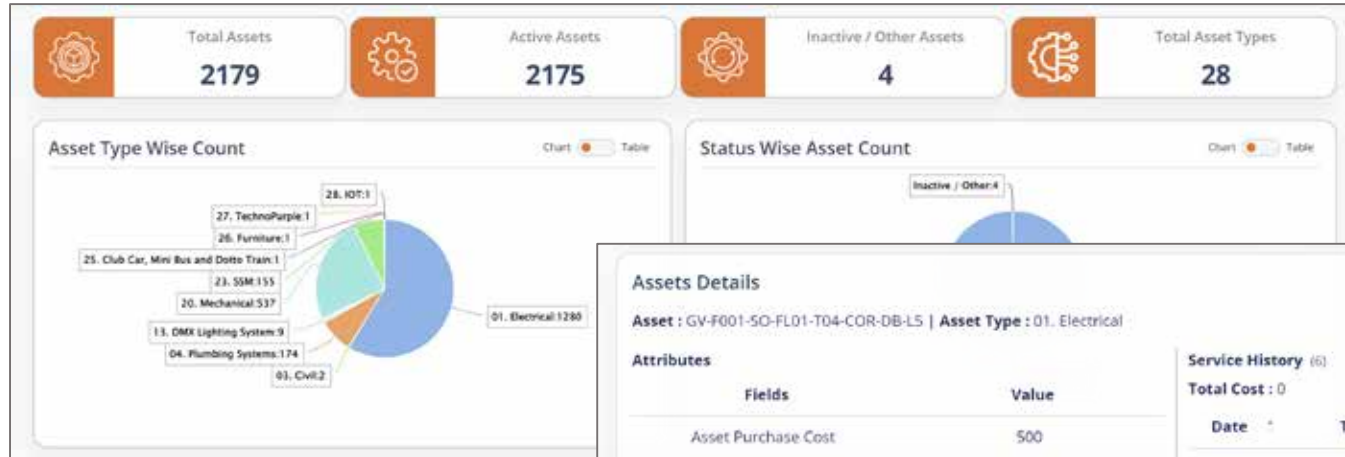 Total Assets
2179
Active Assets
2175
Inactive / Other Assets
4
Total Asset Types
28
Asset Type Wise Count
Chart Table
Status Wise Asset Count
Chart Table
28. IOT:1
27. TechnoPurple:1
26. Furniture:1
25. Club Car, Mini Bus and Dotto Train:1
23. SSM:155
20. Mechanical:537
13. DMX Lighting System:9
04. Plumbing Systems:174
03. Civil:2
01. Electrical:1280
Inactive / Other:4
Assets Details
Asset : GV-F001-SO-FL01-T04-COR-DB-L5 | Asset Type : 01. Electrical
Attributes
Fields Value
Asset Purchase Cost 500
Service History (6)
Total Cost : 0
Date T